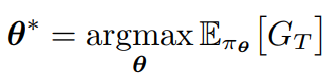 θ* = argmax_θ 𝔼_{π_θ}[G_T]